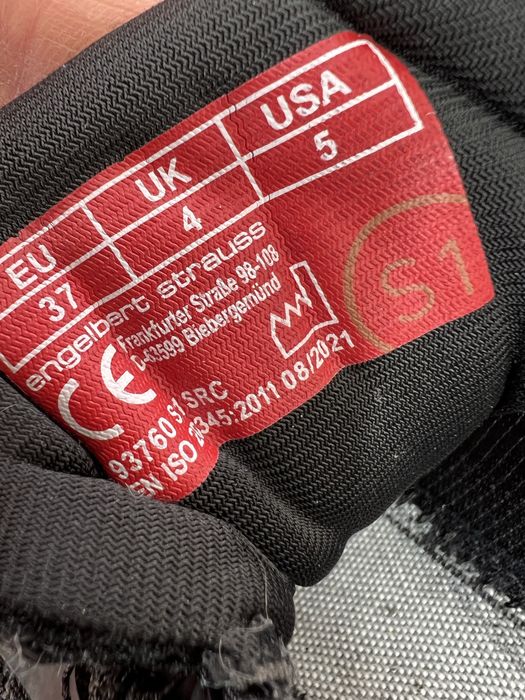 EU UK USA
37 4 5
engelbert strauss
Frankfurter Straße 98-108
D-63599 Biebergemünd
CE
S1
93760 S1 SRC
EN ISO 20345:2011 08/2021